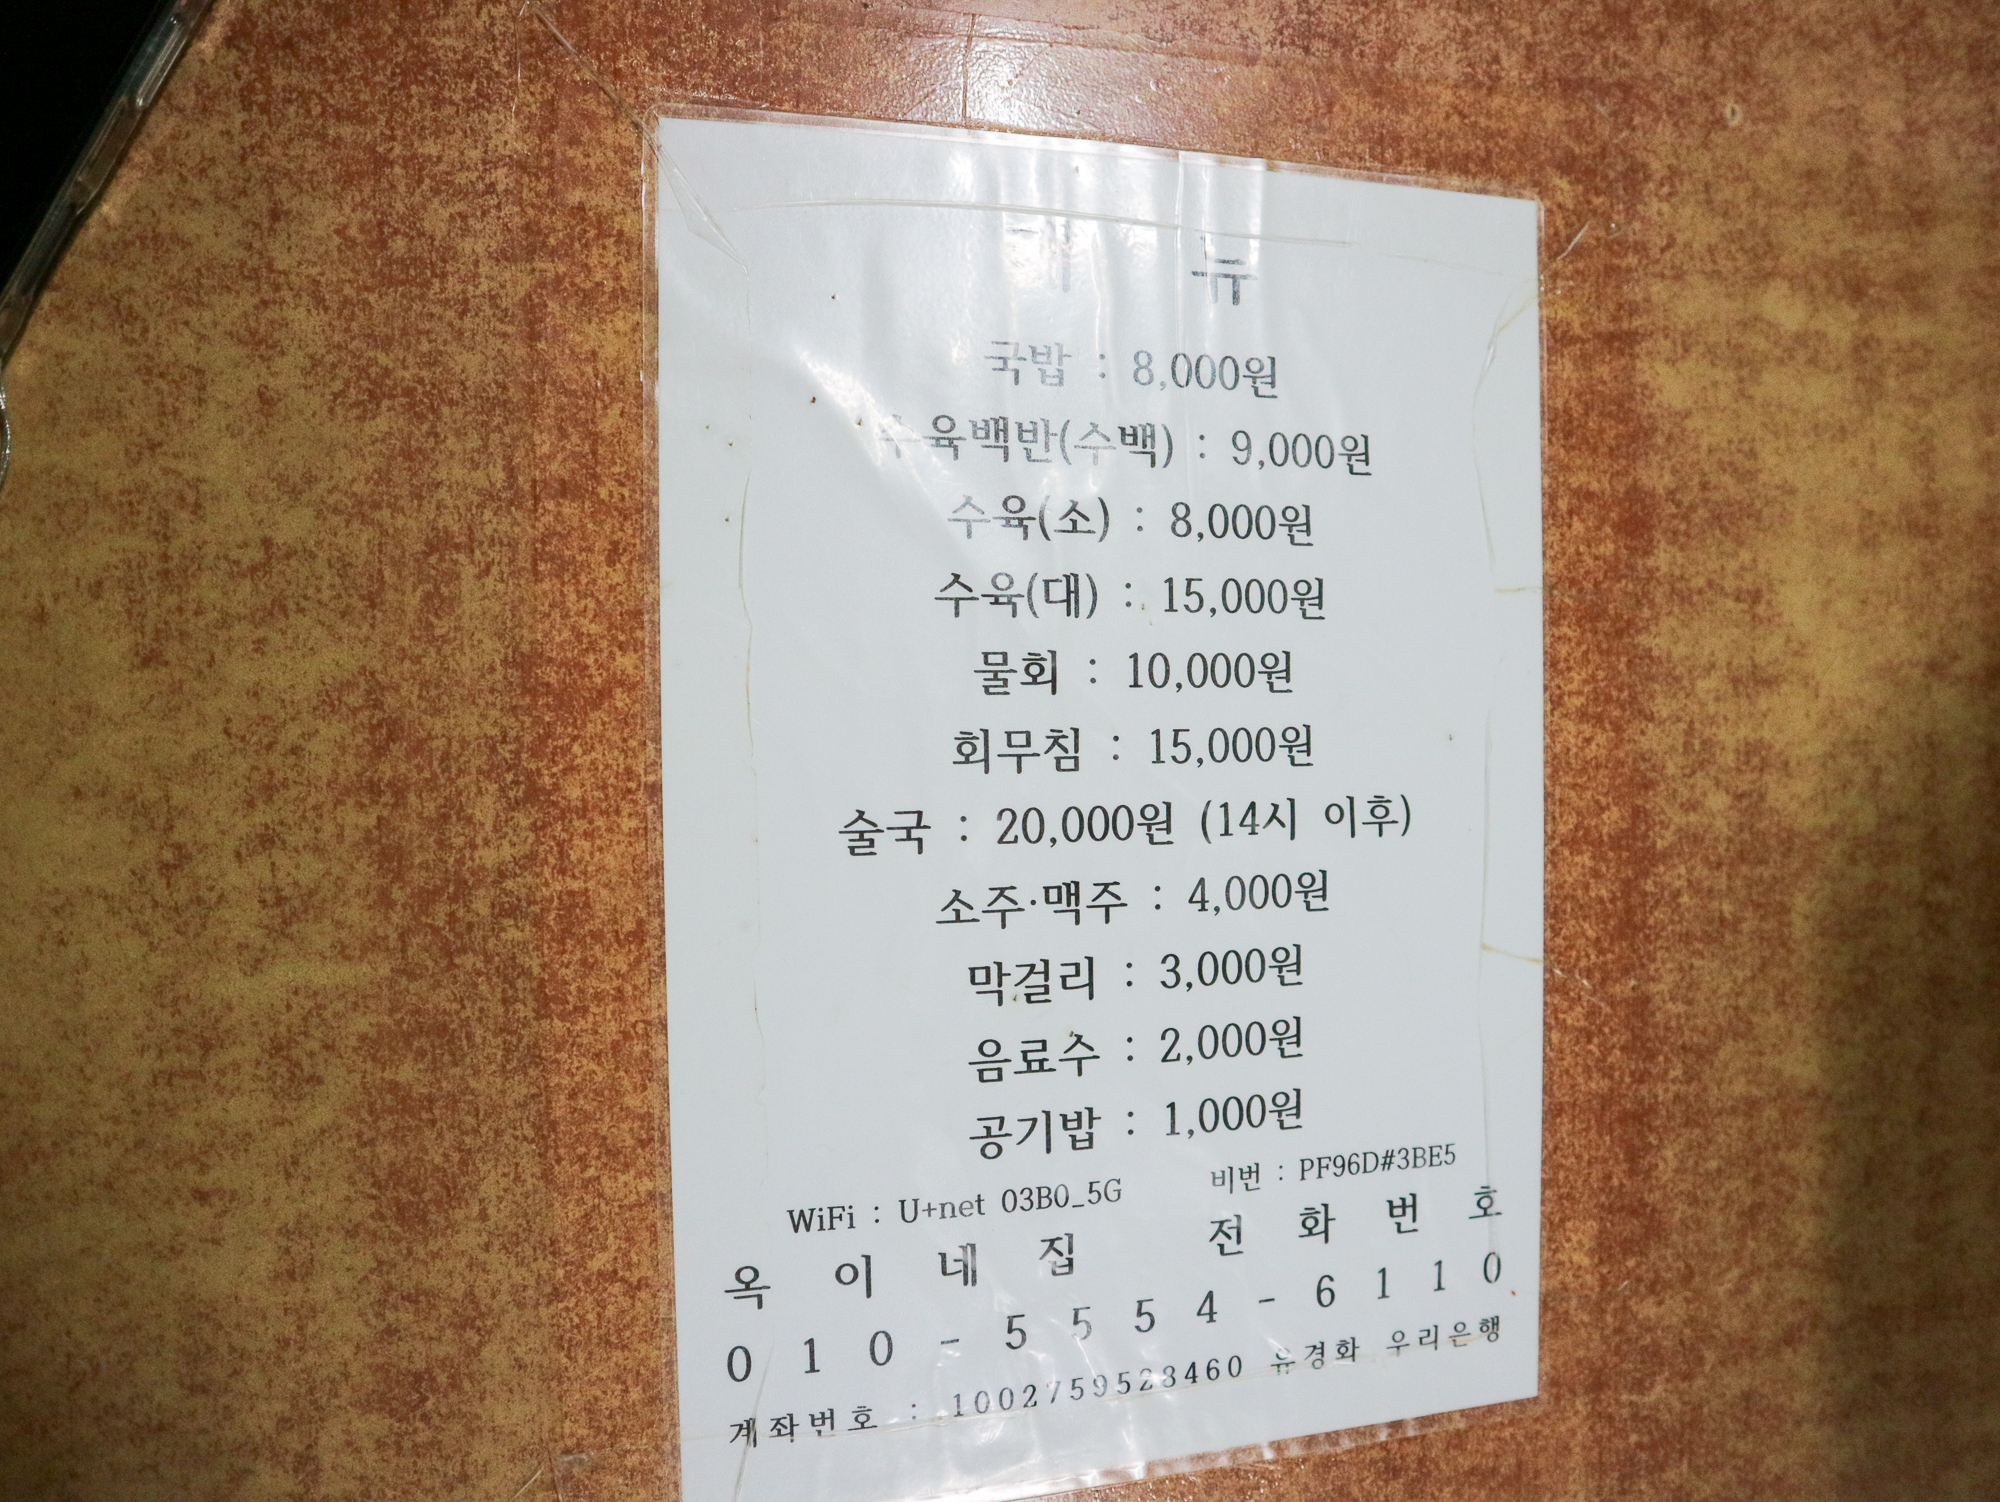 메 뉴
국밥 : 8,000원
수육백반(수백) : 9,000원
수육(소) : 8,000원
수육(대) : 15,000원
물회 : 10,000원
회무침 : 15,000원
술국 : 20,000원 (14시 이후)
소주·맥주 : 4,000원
막걸리 : 3,000원
음료수 : 2,000원
공기밥 : 1,000원
WiFi : U+net 03B0_5G 비번 : PF96D#3BE5
옥이네집 전화번호
010-5554-6110
계좌번호 : 1002759523460 유경화 우리은행